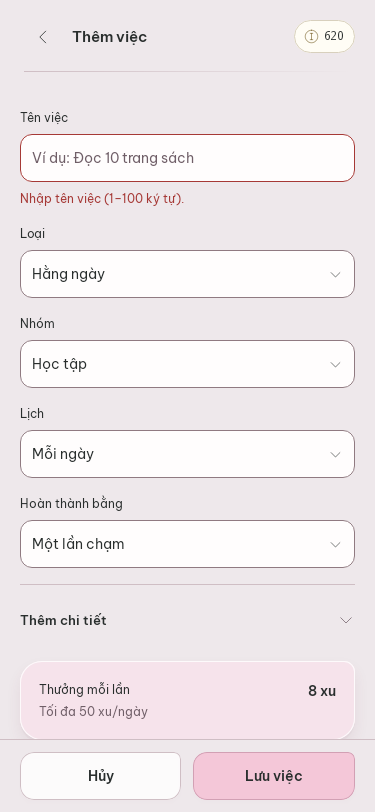 Thêm việc
620
Tên việc
Ví dụ: Đọc 10 trang sách
Nhập tên việc (1–100 ký tự).
Loại
Hằng ngày
Nhóm
Học tập
Lịch
Mỗi ngày
Hoàn thành bằng
Một lần chạm
Thêm chi tiết
Thưởng mỗi lần
8 xu
Tối đa 50 xu/ngày
Hủy
Lưu việc